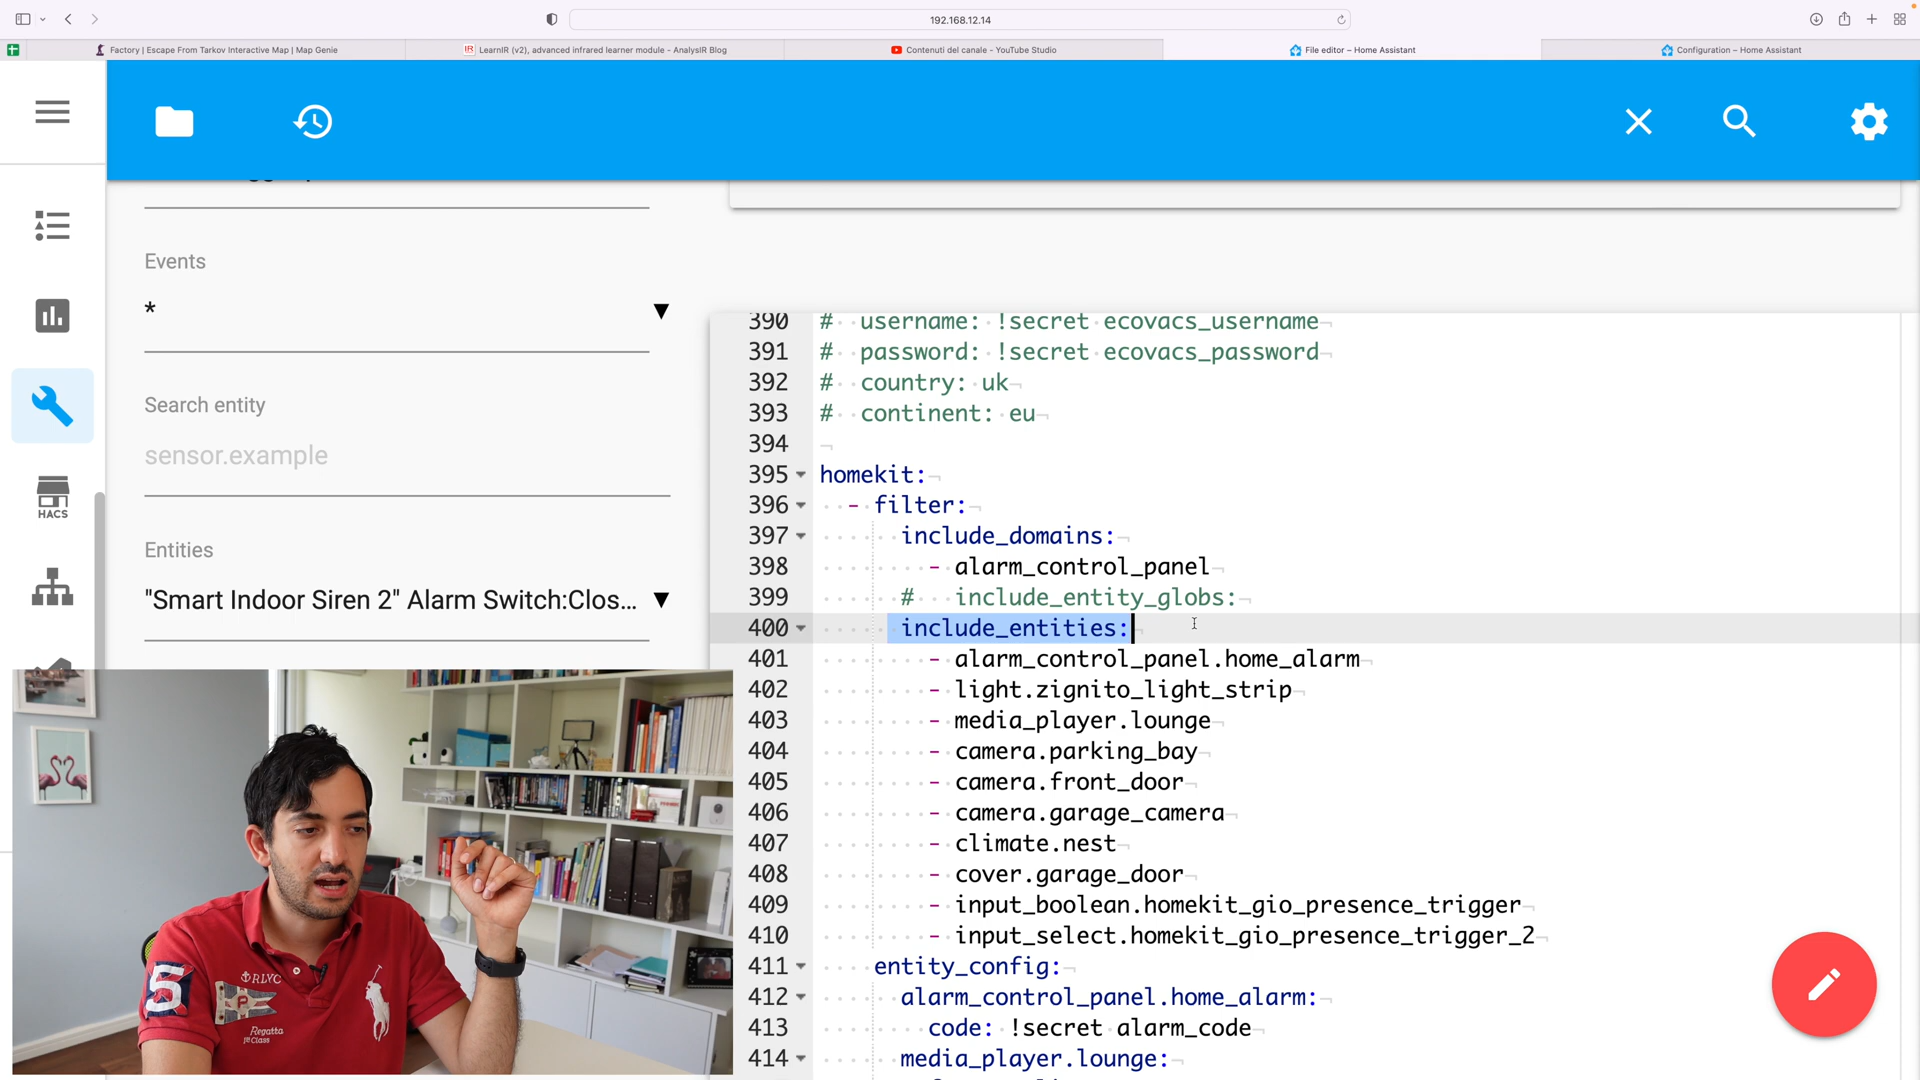 192.168.12.14
Factory | Escape From Tarkov Interactive Map | Map Genie
IR LearnIR (v2), advanced infrared learner module – AnalysIR Blog
Contenuti del canale - YouTube Studio
File editor – Home Assistant
Configuration – Home Assistant
Events
*
Search entity
sensor.example
Entities
"Smart Indoor Siren 2" Alarm Switch:Clos...
HACS
390 # username: !secret ecovacs_username
391 # password: !secret ecovacs_password
392 # country: uk
393 # continent: eu
394
395 homekit:
396 - filter:
397 include_domains:
398 - alarm_control_panel
399 # include_entity_globs:
400 include_entities:
401 - alarm_control_panel.home_alarm
402 - light.zignito_light_strip
403 - media_player.lounge
404 - camera.parking_bay
405 - camera.front_door
406 - camera.garage_camera
407 - climate.nest
408 - cover.garage_door
409 - input_boolean.homekit_gio_presence_trigger
410 - input_select.homekit_gio_presence_trigger_2
411 entity_config:
412 alarm_control_panel.home_alarm:
413 code: !secret alarm_code
414 media_player.lounge:
5
RLYC
P
Regatta
1st Class